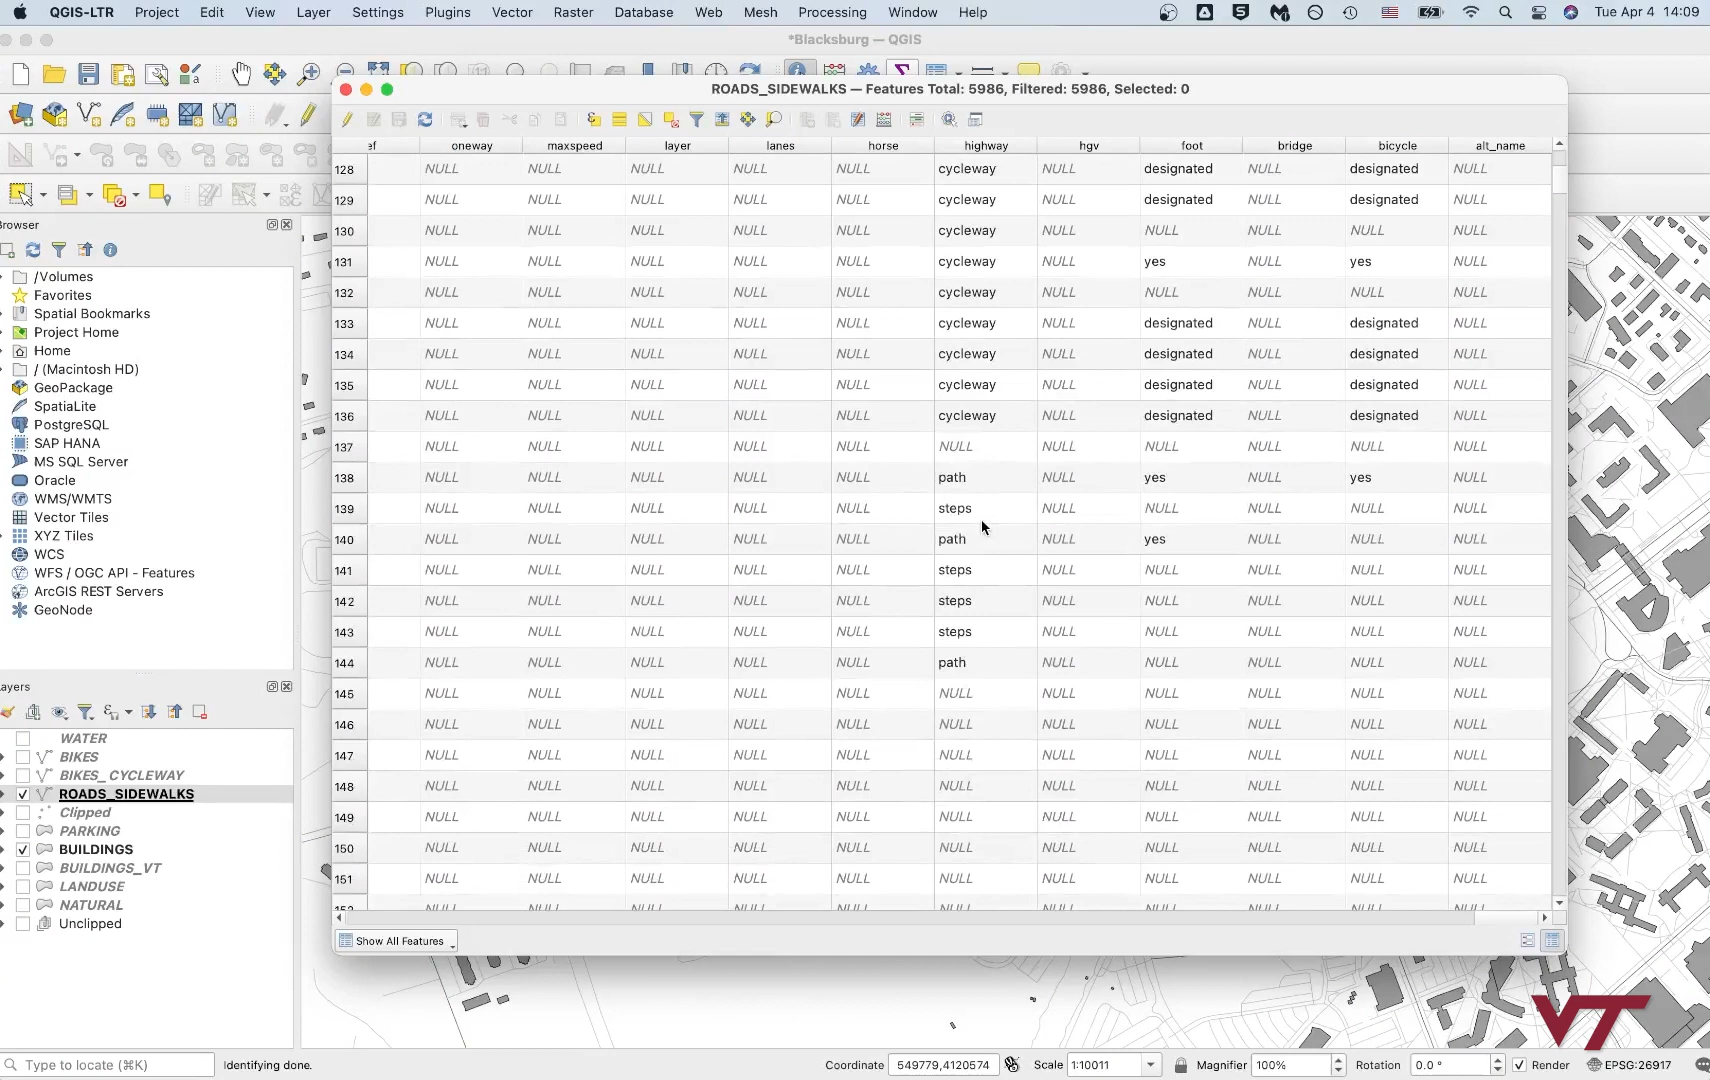 QGIS-LTR Project Edit View Layer Settings Plugins Vector Raster Database Web Mesh Processing Window Help Tue Apr 4 14:09
*Blacksburg — QGIS
ROADS_SIDEWALKS — Features Total: 5986, Filtered: 5986, Selected: 0
ef oneway maxspeed layer lanes horse highway hgv foot bridge bicycle alt_name
128 NULL NULL NULL NULL NULL cycleway NULL designated NULL designated NULL
129 NULL NULL NULL NULL NULL cycleway NULL designated NULL designated NULL
130 NULL NULL NULL NULL NULL cycleway NULL NULL NULL NULL NULL
131 NULL NULL NULL NULL NULL cycleway NULL yes NULL yes NULL
132 NULL NULL NULL NULL NULL cycleway NULL NULL NULL NULL NULL
133 NULL NULL NULL NULL NULL cycleway NULL designated NULL designated NULL
134 NULL NULL NULL NULL NULL cycleway NULL designated NULL designated NULL
135 NULL NULL NULL NULL NULL cycleway NULL designated NULL designated NULL
136 NULL NULL NULL NULL NULL cycleway NULL designated NULL designated NULL
137 NULL NULL NULL NULL NULL NULL NULL NULL NULL NULL NULL
138 NULL NULL NULL NULL NULL path NULL yes NULL yes NULL
139 NULL NULL NULL NULL NULL steps NULL NULL NULL NULL NULL
140 NULL NULL NULL NULL NULL path NULL yes NULL NULL NULL
141 NULL NULL NULL NULL NULL steps NULL NULL NULL NULL NULL
142 NULL NULL NULL NULL NULL steps NULL NULL NULL NULL NULL
143 NULL NULL NULL NULL NULL steps NULL NULL NULL NULL NULL
144 NULL NULL NULL NULL NULL path NULL NULL NULL NULL NULL
145 NULL NULL NULL NULL NULL NULL NULL NULL NULL NULL NULL
146 NULL NULL NULL NULL NULL NULL NULL NULL NULL NULL NULL
147 NULL NULL NULL NULL NULL NULL NULL NULL NULL NULL NULL
148 NULL NULL NULL NULL NULL NULL NULL NULL NULL NULL NULL
149 NULL NULL NULL NULL NULL NULL NULL NULL NULL NULL NULL
150 NULL NULL NULL NULL NULL NULL NULL NULL NULL NULL NULL
151 NULL NULL NULL NULL NULL NULL NULL NULL NULL NULL NULL
Show All Features
Browser
/Volumes
Favorites
Spatial Bookmarks
Project Home
Home
/ (Macintosh HD)
GeoPackage
SpatiaLite
PostgreSQL
SAP HANA
MS SQL Server
Oracle
WMS/WMTS
Vector Tiles
XYZ Tiles
WCS
WFS / OGC API - Features
ArcGIS REST Servers
GeoNode
ayers
WATER
BIKES
BIKES_CYCLEWAY
ROADS_SIDEWALKS
Clipped
PARKING
BUILDINGS
BUILDINGS_VT
LANDUSE
NATURAL
Unclipped
VT
Type to locate (⌘K) Identifying done. Coordinate 549779,4120574 Scale 1:10011 Magnifier 100% Rotation 0.0 ° Render EPSG:26917